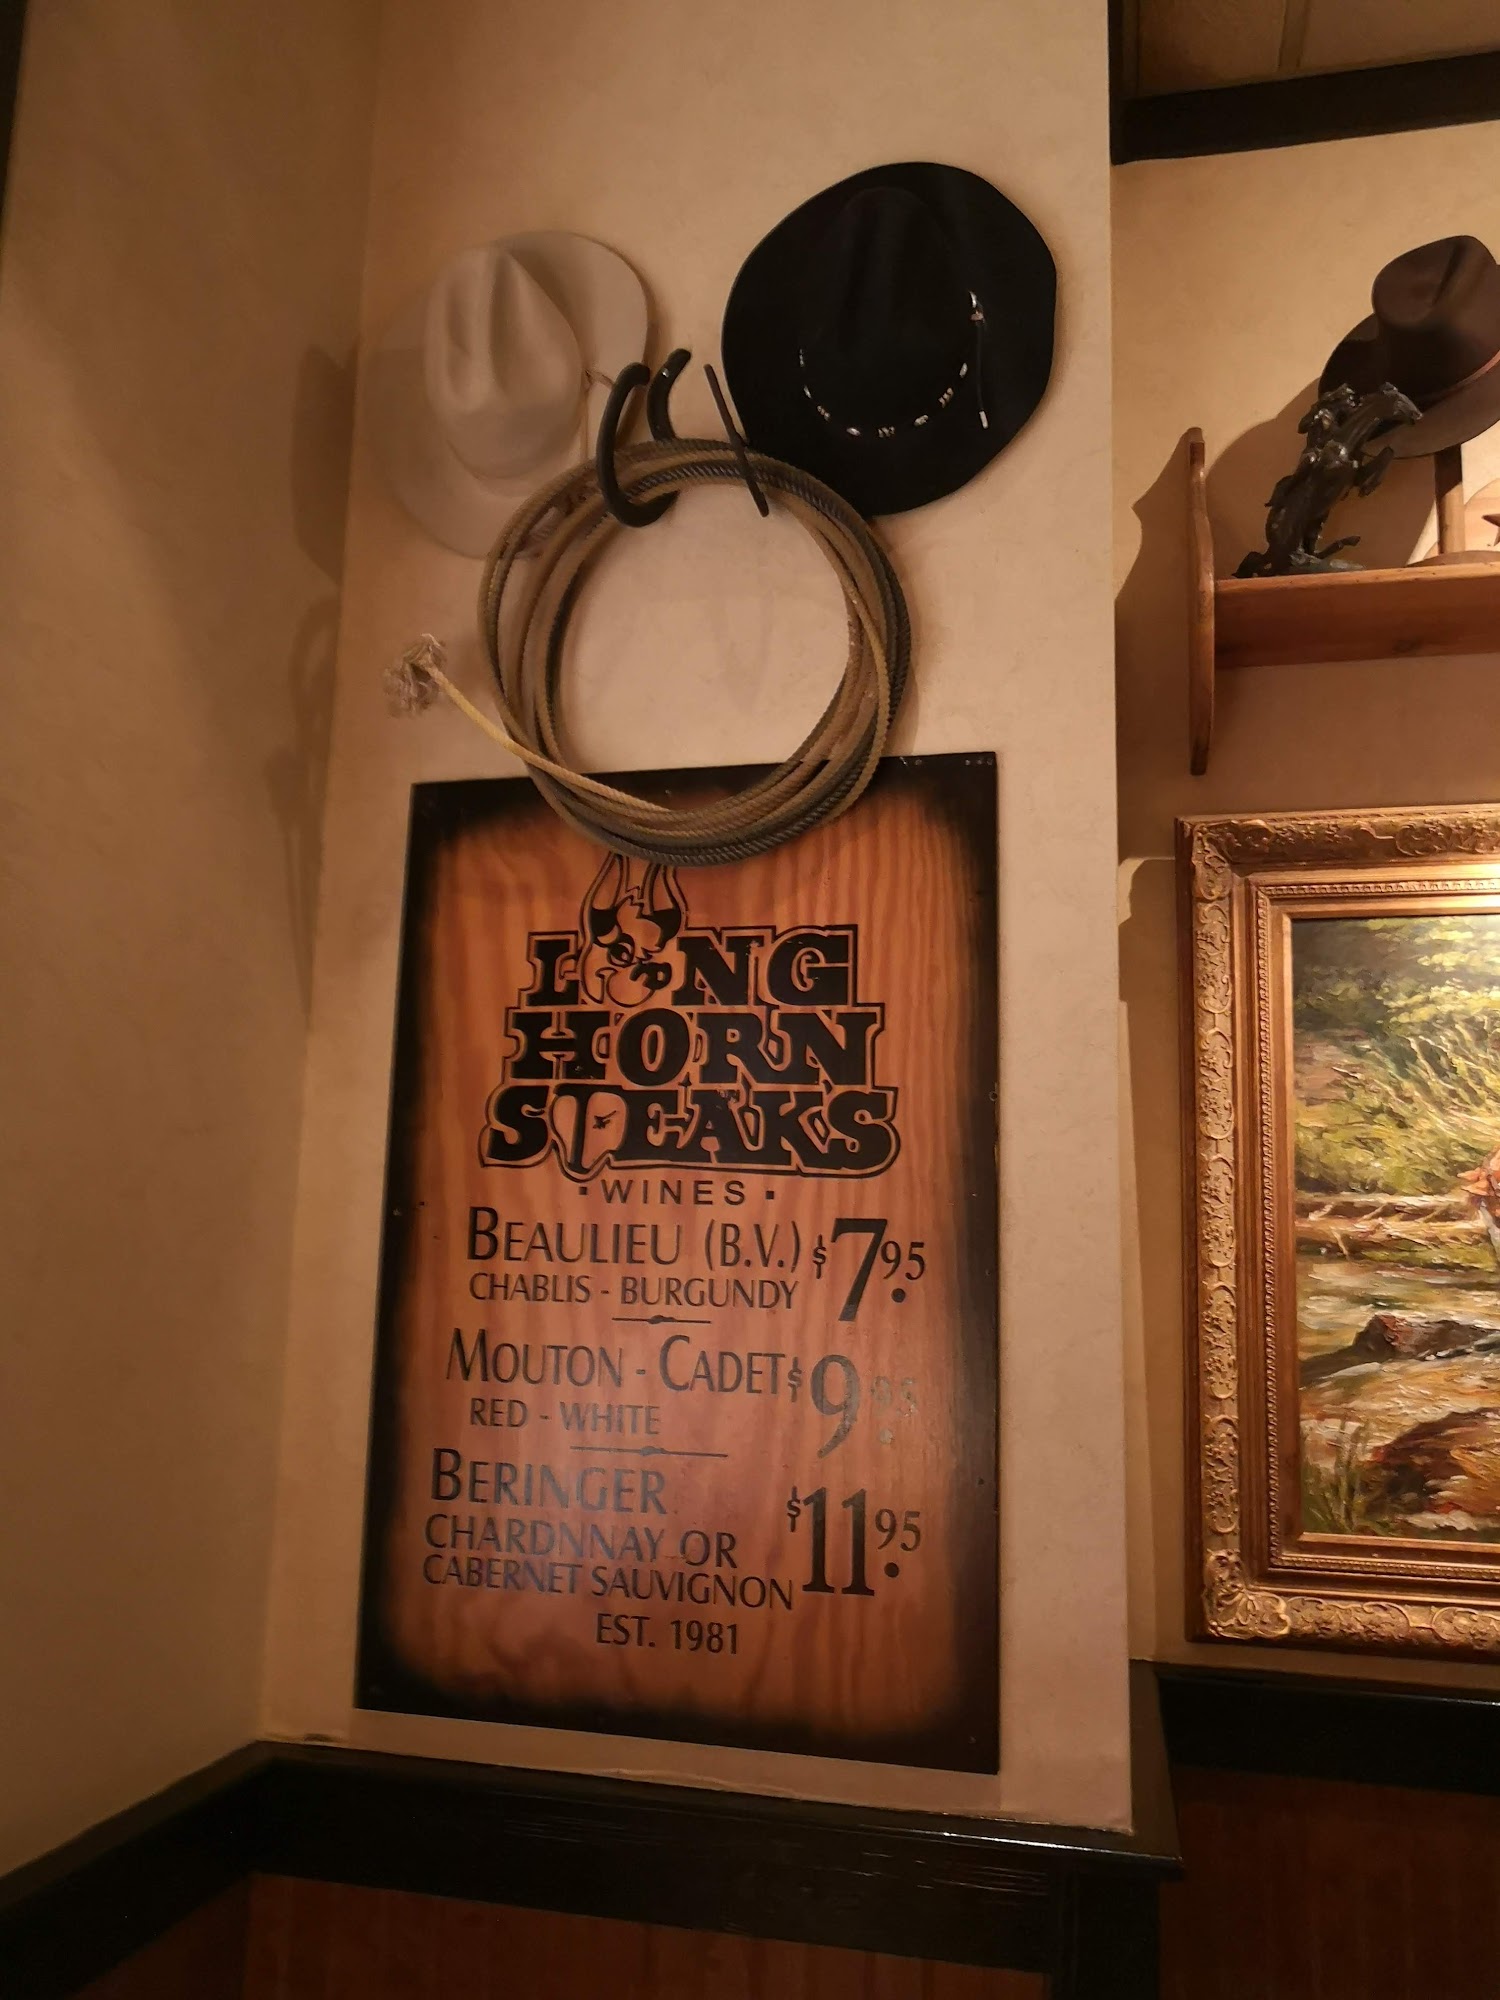 LONG
HORN
STEAKS
· WINES ·
BEAULIEU (B.V.) $7.95
CHABLIS - BURGUNDY
MOUTON - CADET $9.95
RED - WHITE
BERINGER
CHARDNNAY OR $11.95
CABERNET SAUVIGNON
EST. 1981